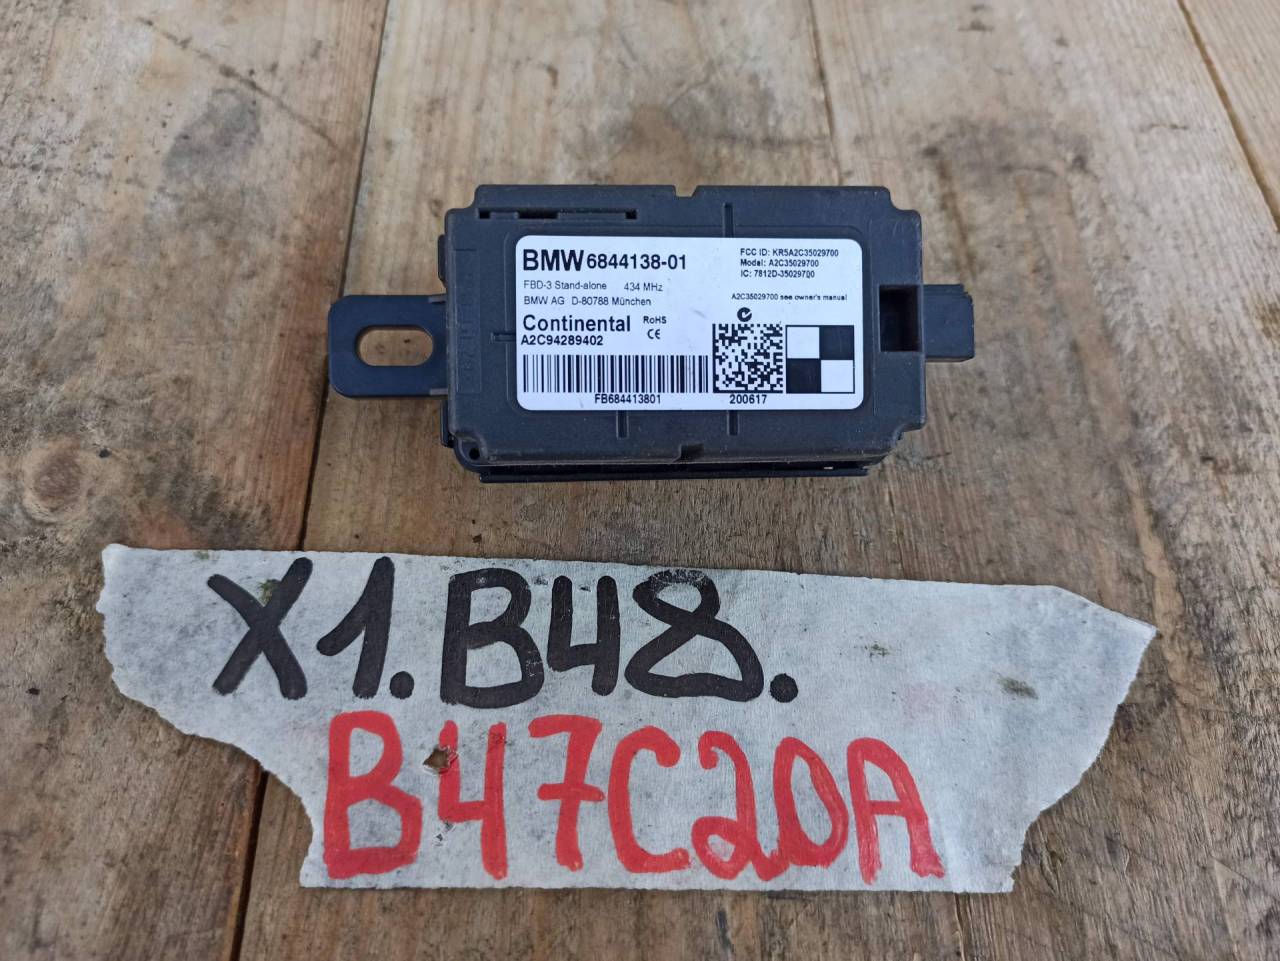 BMW 6844138-01
FBD-3 Stand-alone 434 MHz
BMW AG D-80788 München
Continental RoHS
A2C94289402 CE
FB684413801
FCC ID: KR5A2C35029700
Model: A2C35029700
IC: 7812D-35029700
A2C35029700 see owner's manual
200617
X1.B48.
B47C20A